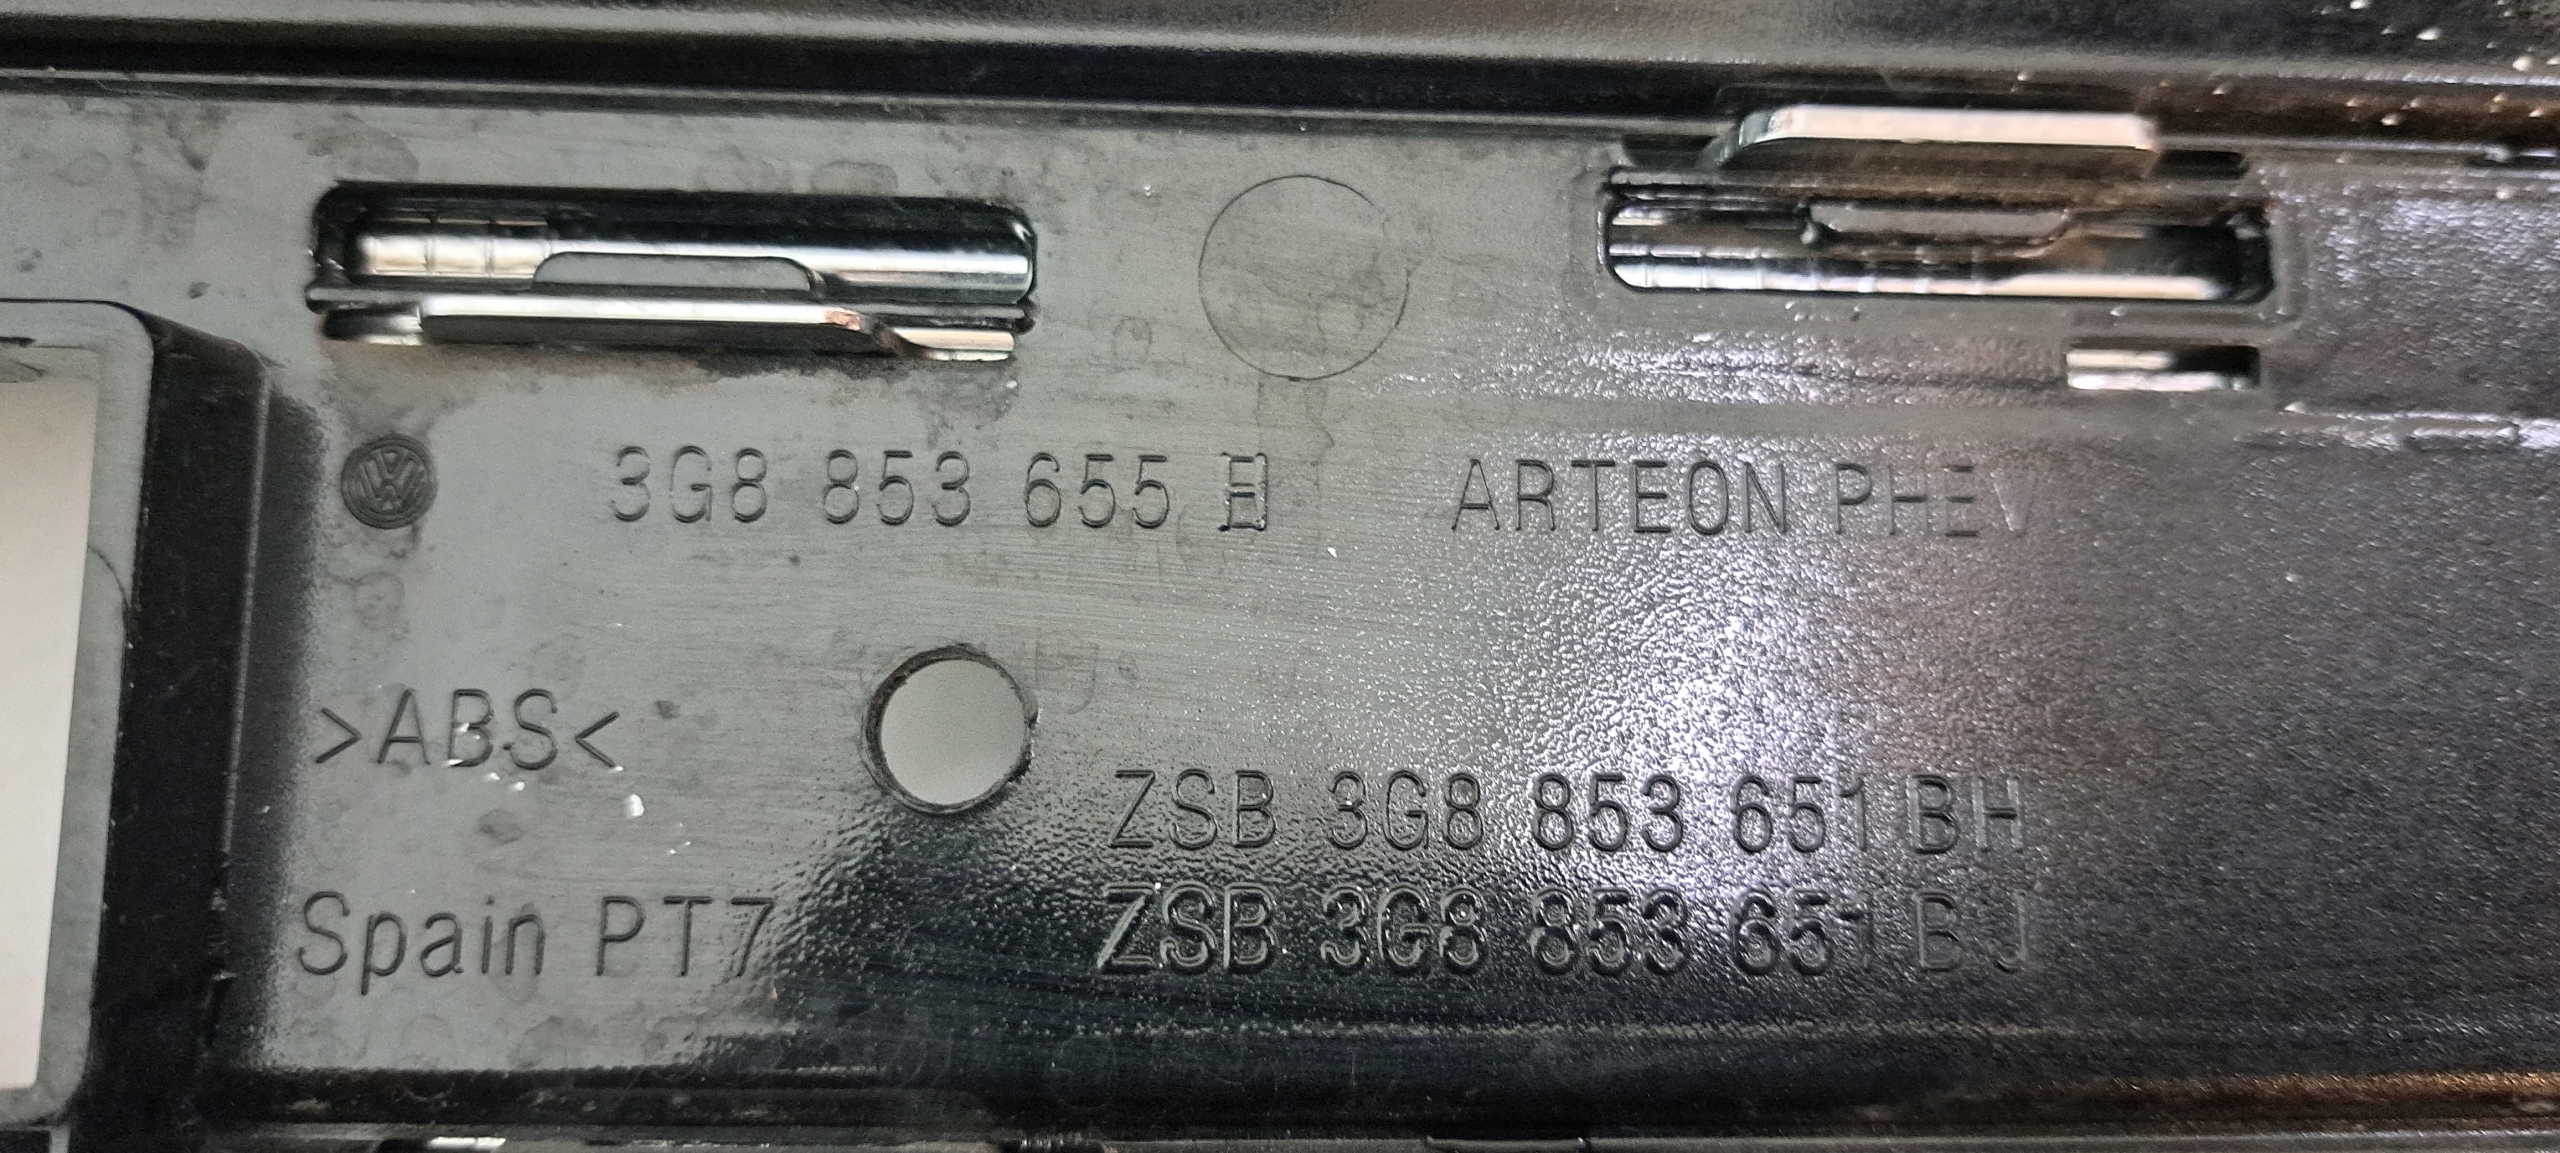 3G8 853 655 ARTEON PHEV
>ABS<
ZSB 3G8 853 651 BH
Spain PT7 ZSB 3G8 853 651 BJ